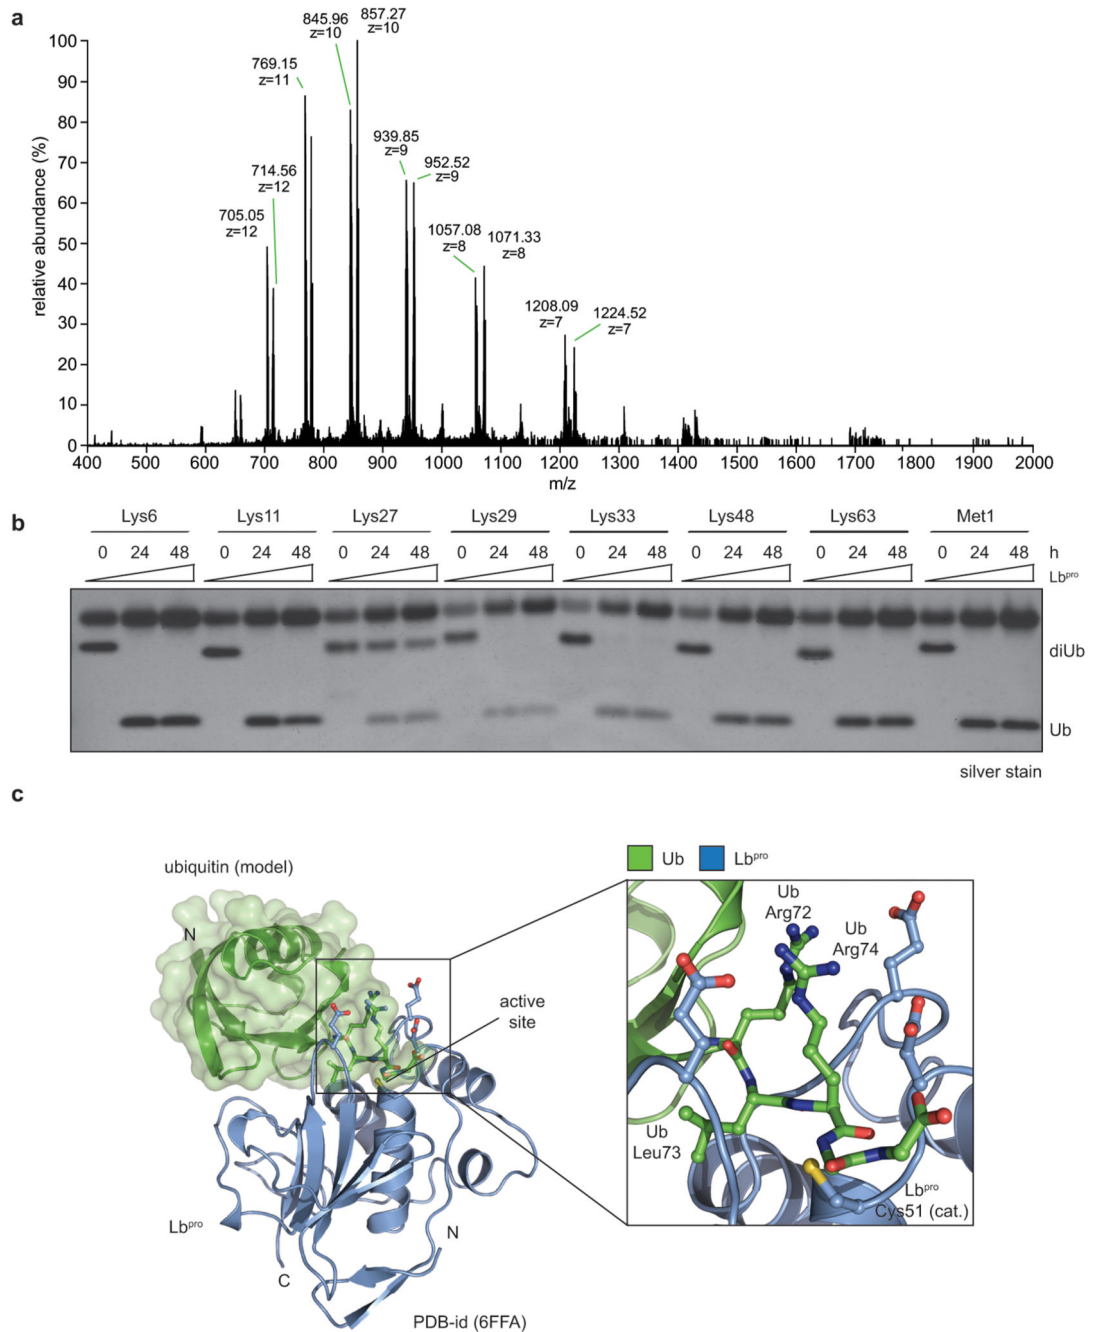 a
845.96
z=10
857.27
z=10
769.15
z=11
714.56
z=12
705.05
z=12
939.85
z=9
952.52
z=9
1057.08
z=8
1071.33
z=8
1208.09
z=7
1224.52
z=7
relative abundance (%)
100
90
80
70
60
50
40
30
20
10
0
400 500 600 700 800 900 1000 1100 1200 1300 1400 1500 1600 1700 1800 1900 2000
m/z
b
Lys6 Lys11 Lys27 Lys29 Lys33 Lys48 Lys63 Met1
0 24 48 0 24 48 0 24 48 0 24 48 0 24 48 0 24 48 0 24 48 0 24 48 h
Lbpro
diUb
Ub
silver stain
c
ubiquitin (model)
N
active
site
Lbpro
N
C
PDB-id (6FFA)
Ub Lbpro
Ub
Arg72
Ub
Arg74
Ub
Leu73
Lbpro
Cys51 (cat.)